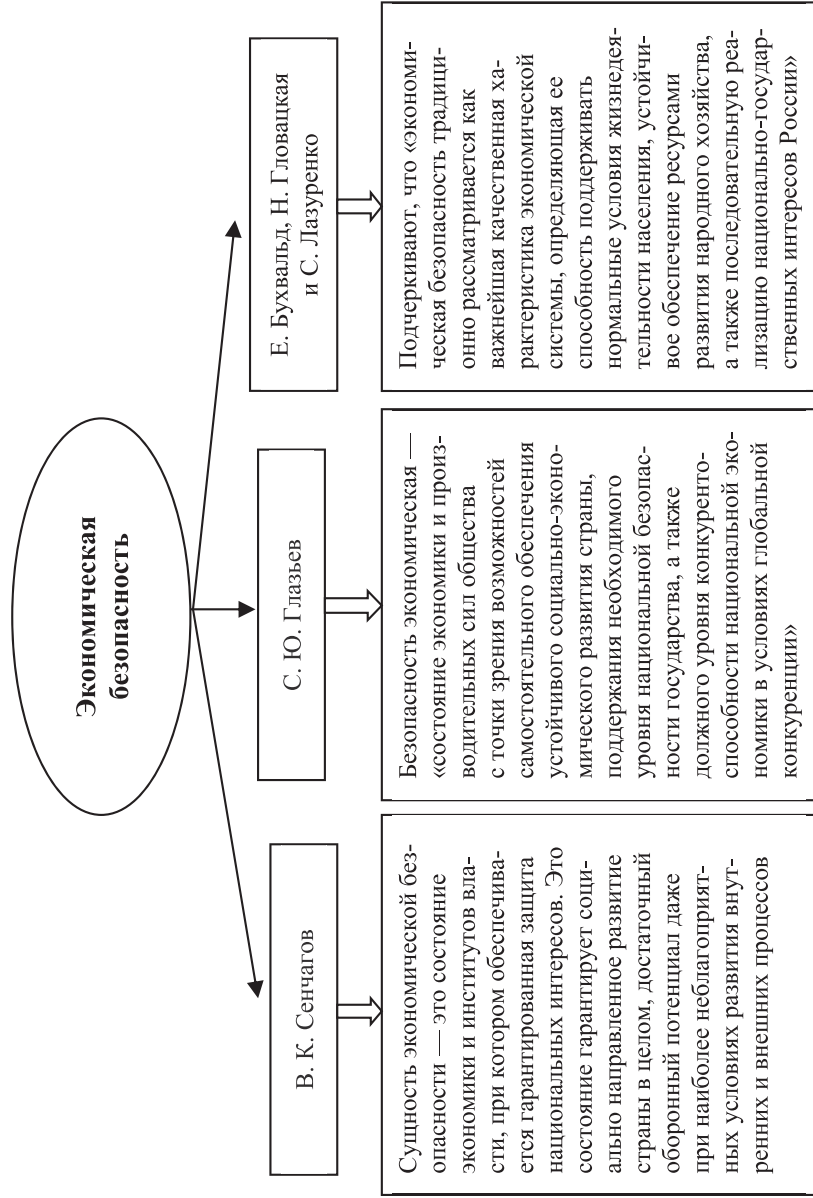 Экономическая
безопасность
В. К. Сенчагов
Сущность экономической без-
опасности — это состояние
экономики и институтов вла-
сти, при котором обеспечива-
ется гарантированная защита
национальных интересов. Это
состояние гарантирует соци-
ально направленное развитие
страны в целом, достаточный
оборонный потенциал даже
при наиболее неблагоприят-
ных условиях развития внут-
ренних и внешних процессов
С. Ю. Глазьев
Безопасность экономическая —
«состояние экономики и произ-
водительных сил общества
с точки зрения возможностей
самостоятельного обеспечения
устойчивого социально-эконо-
мического развития страны,
поддержания необходимого
уровня национальной безопас-
ности государства, а также
должного уровня конкуренто-
способности национальной эко-
номики в условиях глобальной
конкуренции»
Е. Бухвальд, Н. Гловацкая
и С. Лазуренко
Подчеркивают, что «экономи-
ческая безопасность традици-
онно рассматривается как
важнейшая качественная ха-
рактеристика экономической
системы, определяющая ее
способность поддерживать
нормальные условия жизнедея-
тельности населения, устойчи-
вое обеспечение ресурсами
развития народного хозяйства,
а также последовательную реа-
лизацию национально-государ-
ственных интересов России»